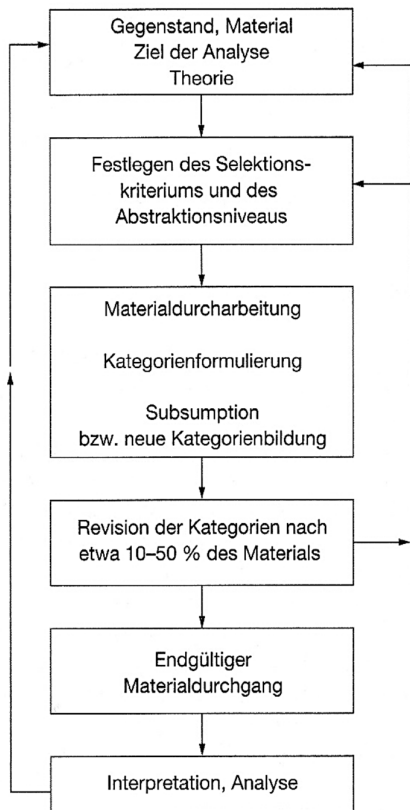 Gegenstand, Material
Ziel der Analyse
Theorie
Festlegen des Selektions-
kriteriums und des
Abstraktionsniveaus
Materialdurcharbeitung
Kategorienformulierung
Subsumption
bzw. neue Kategorienbildung
Revision der Kategorien nach
etwa 10–50 % des Materials
Endgültiger
Materialdurchgang
Interpretation, Analyse